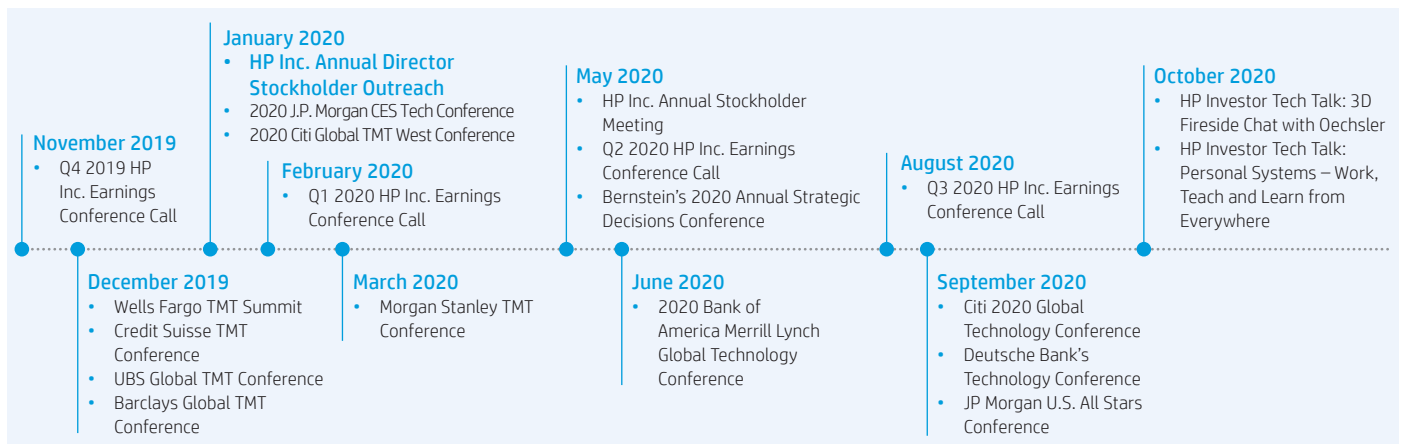 November 2019
• Q4 2019 HP
Inc. Earnings
Conference Call
December 2019
• Wells Fargo TMT Summit
• Credit Suisse TMT
Conference
• UBS Global TMT Conference
• Barclays Global TMT
Conference
January 2020
• HP Inc. Annual Director
Stockholder Outreach
• 2020 J.P. Morgan CES Tech Conference
• 2020 Citi Global TMT West Conference
February 2020
• Q1 2020 HP Inc. Earnings
Conference Call
March 2020
• Morgan Stanley TMT
Conference
May 2020
• HP Inc. Annual Stockholder
Meeting
• Q2 2020 HP Inc. Earnings
Conference Call
• Bernstein's 2020 Annual Strategic
Decisions Conference
June 2020
• 2020 Bank of
America Merrill Lynch
Global Technology
Conference
August 2020
• Q3 2020 HP Inc. Earnings
Conference Call
September 2020
• Citi 2020 Global
Technology Conference
• Deutsche Bank's
Technology Conference
• JP Morgan U.S. All Stars
Conference
October 2020
• HP Investor Tech Talk: 3D
Fireside Chat with Oechsler
• HP Investor Tech Talk:
Personal Systems – Work,
Teach and Learn from
Everywhere